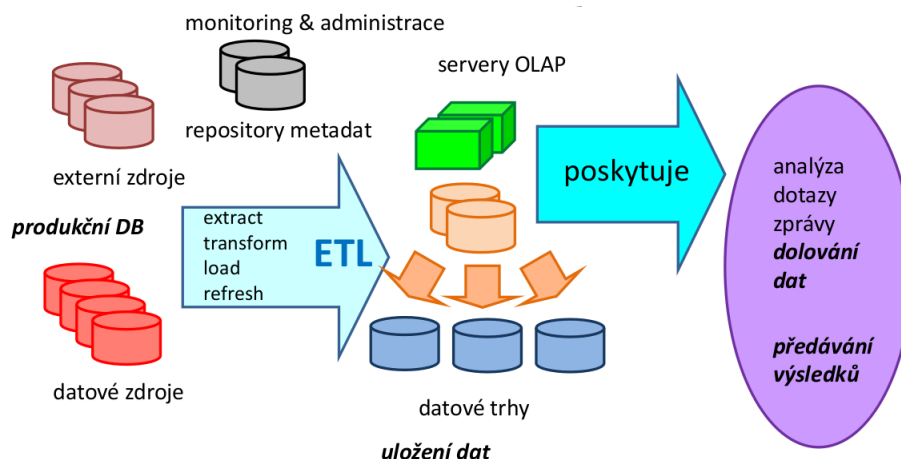 monitoring & administrace
servery OLAP
repository metadat
externí zdroje
produkční DB
extract
transform
load
refresh
ETL
poskytuje
analýza
dotazy
zprávy
dolování
dat
předávání
výsledků
datové zdroje
datové trhy
uložení dat